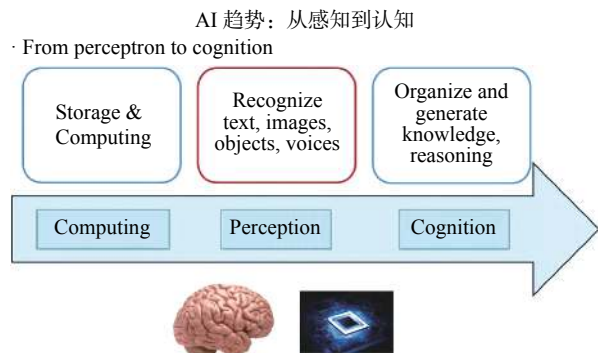 AI 趋势：从感知到认知
· From perceptron to cognition
Storage &
Computing
Recognize
text, images,
objects, voices
Organize and
generate
knowledge,
reasoning
Computing
Perception
Cognition